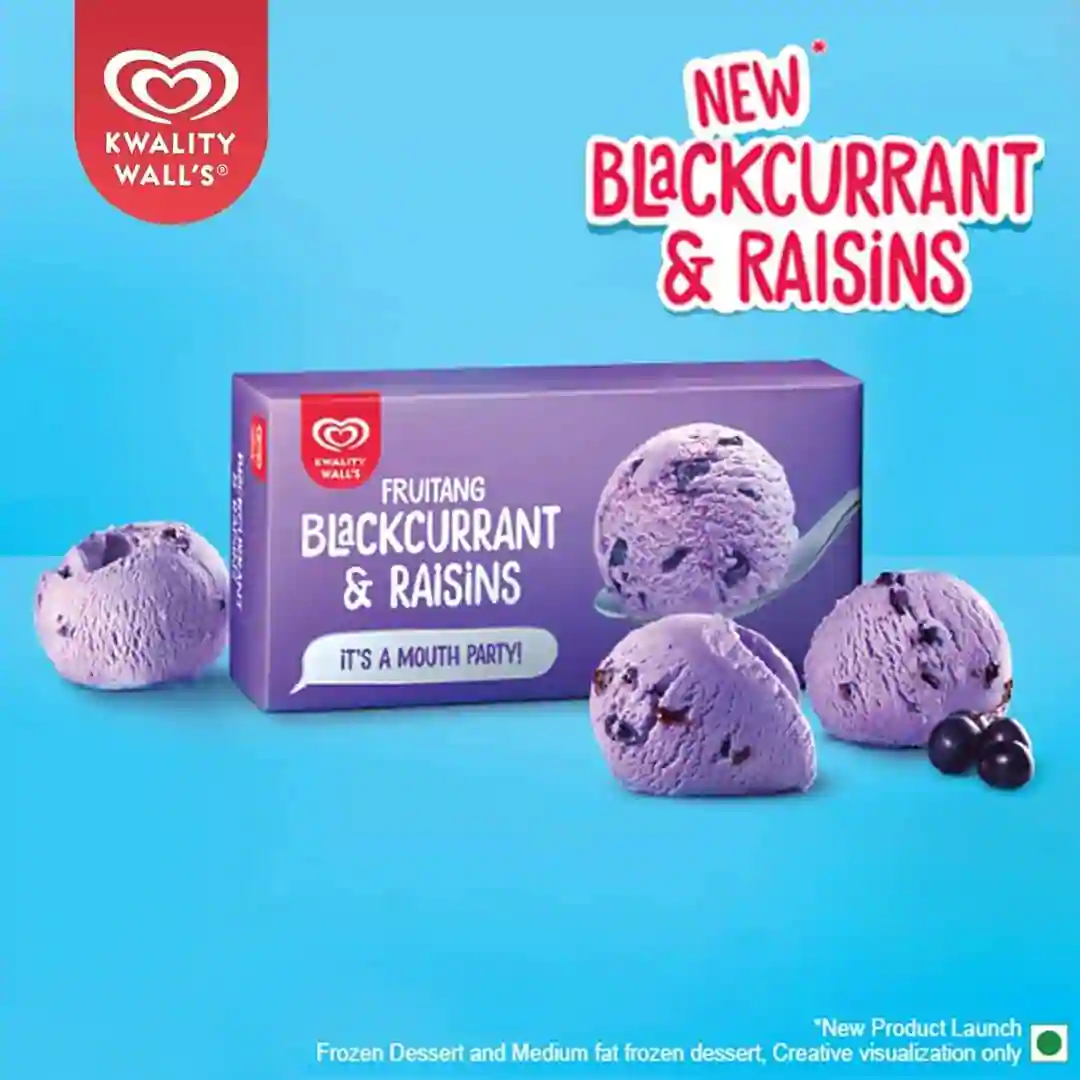 KWALITY
WALL'S®
NEW*
BLaCKCURRANT
& RAISiNS
KWALITY
WALL'S
FRUITANG
BLaCKCURRANT
& RAiSiNS
iT'S A MOUTH PARTY!
*New Product Launch
Frozen Dessert and Medium fat frozen dessert, Creative visualization only